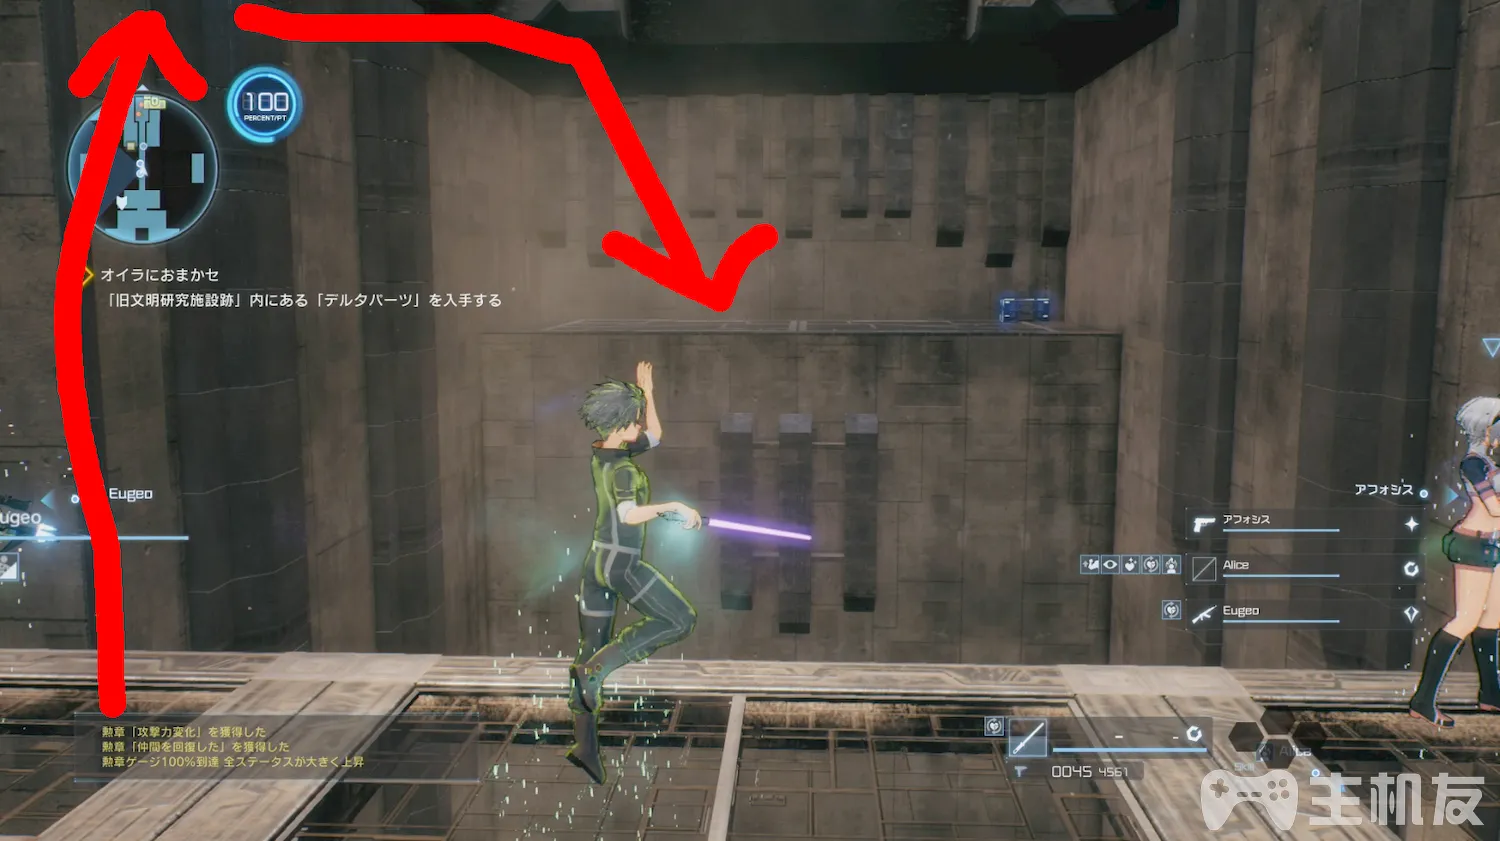 100
PERCENT/PT
オイラにおまかセ
「旧文明研究施設跡」内にある「デルタパーツ」を入手する
Eugeo
ugeo
アフォシス
アフォシス
Alice
Eugeo
勲章「攻撃力変化」を獲得した
勲章「仲間を回復した」を獲得した
勲章ゲージ100%到達 全ステータスが大きく上昇
0045 4561
Alice
主机友